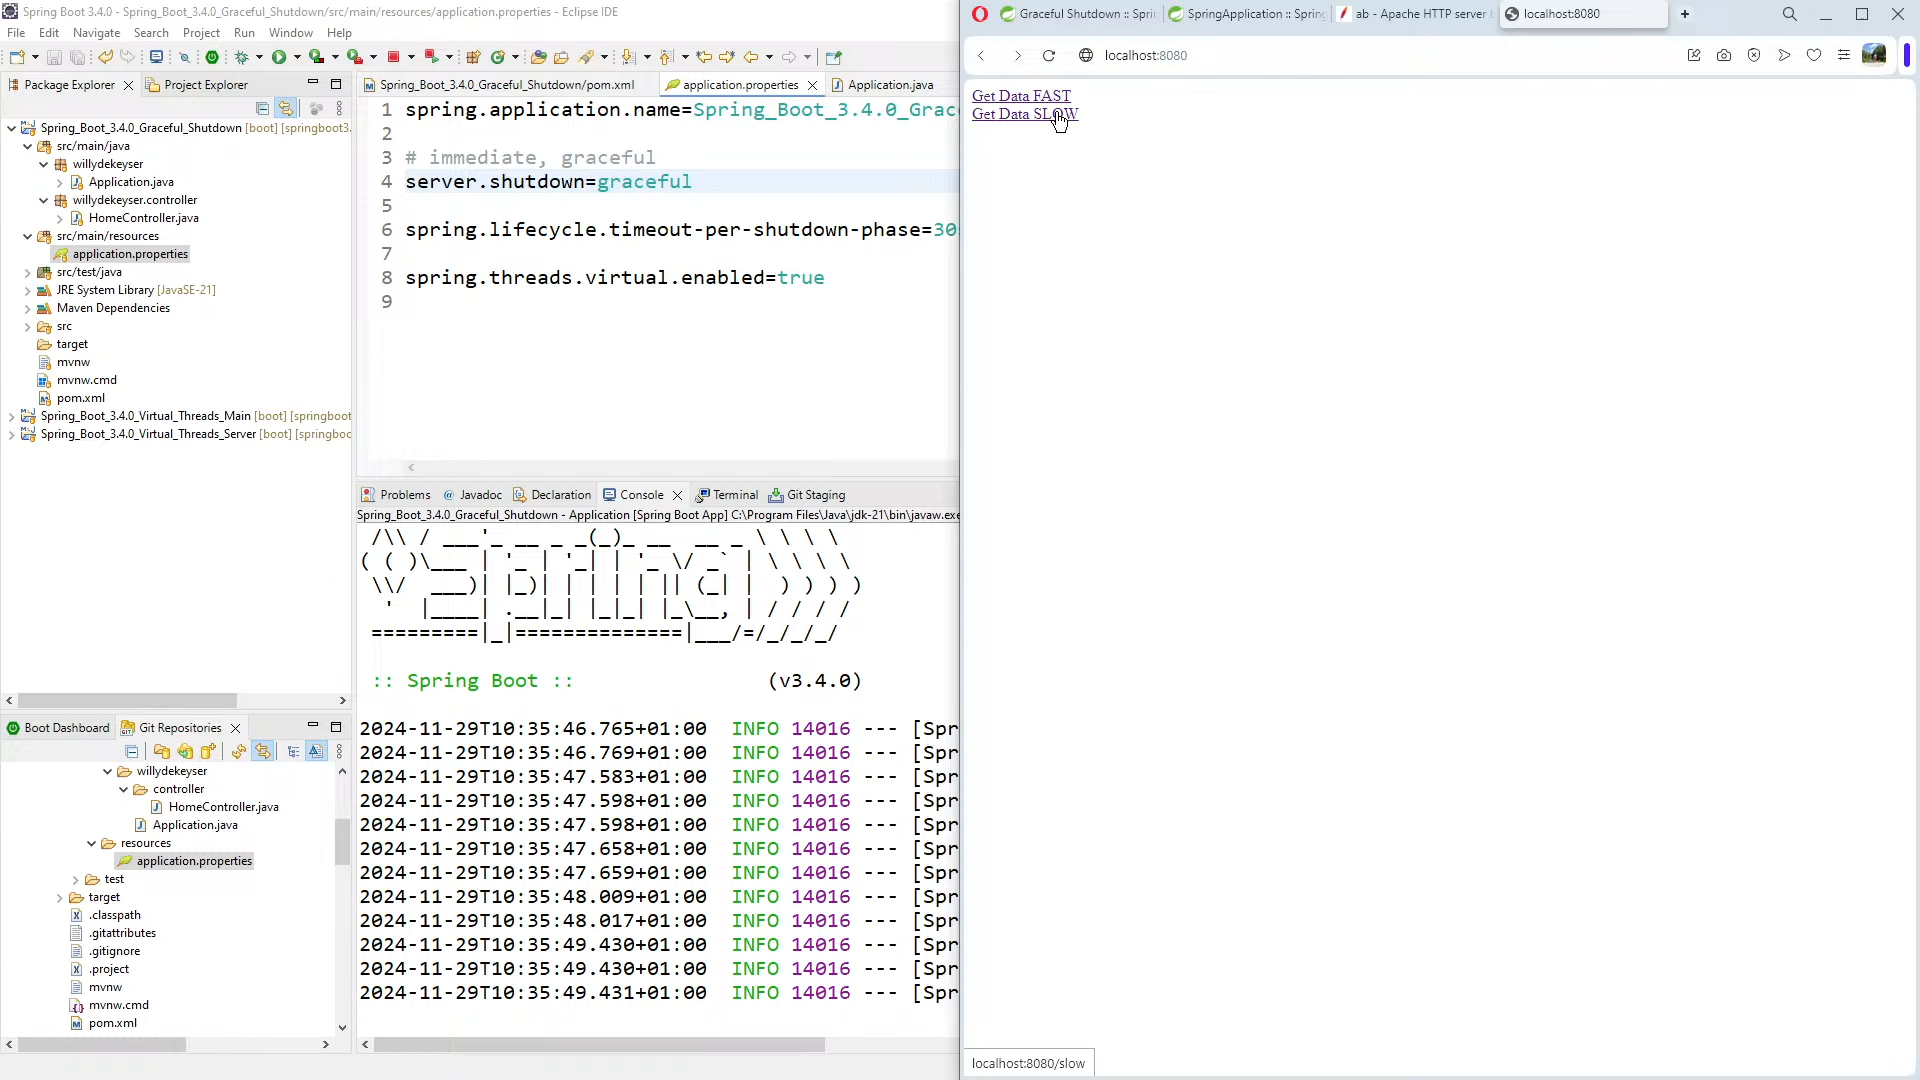 Spring Boot 3.4.0 - Spring_Boot_3.4.0_Graceful_Shutdown/src/main/resources/application.properties - Eclipse IDE
File Edit Navigate Search Project Run Window Help
Package Explorer
Project Explorer
Spring_Boot_3.4.0_Graceful_Shutdown [boot] [springboot3.
src/main/java
willydekeyser
Application.java
willydekeyser.controller
HomeController.java
src/main/resources
application.properties
src/test/java
JRE System Library [JavaSE-21]
Maven Dependencies
src
target
mvnw
mvnw.cmd
pom.xml
Spring_Boot_3.4.0_Virtual_Threads_Main [boot] [springboot
Spring_Boot_3.4.0_Virtual_Threads_Server [boot] [springboo
Boot Dashboard
Git Repositories
willydekeyser
controller
HomeController.java
Application.java
resources
application.properties
test
target
.classpath
.gitattributes
.gitignore
.project
mvnw
mvnw.cmd
pom.xml
Spring_Boot_3.4.0_Graceful_Shutdown/pom.xml
application.properties
Application.java
1 spring.application.name=Spring_Boot_3.4.0_Grac
2
3 # immediate, graceful
4 server.shutdown=graceful
5
6 spring.lifecycle.timeout-per-shutdown-phase=30
7
8 spring.threads.virtual.enabled=true
9
Problems @ Javadoc Declaration Console Terminal Git Staging
Spring_Boot_3.4.0_Graceful_Shutdown - Application [Spring Boot App] C:\Program Files\Java\jdk-21\bin\javaw.exe
:: Spring Boot :: (v3.4.0)
2024-11-29T10:35:46.765+01:00 INFO 14016 --- [Spr
2024-11-29T10:35:46.769+01:00 INFO 14016 --- [Spr
2024-11-29T10:35:47.583+01:00 INFO 14016 --- [Spr
2024-11-29T10:35:47.598+01:00 INFO 14016 --- [Spr
2024-11-29T10:35:47.598+01:00 INFO 14016 --- [Spr
2024-11-29T10:35:47.658+01:00 INFO 14016 --- [Spr
2024-11-29T10:35:47.659+01:00 INFO 14016 --- [Spr
2024-11-29T10:35:48.009+01:00 INFO 14016 --- [Spr
2024-11-29T10:35:48.017+01:00 INFO 14016 --- [Spr
2024-11-29T10:35:49.430+01:00 INFO 14016 --- [Spr
2024-11-29T10:35:49.430+01:00 INFO 14016 --- [Spr
2024-11-29T10:35:49.431+01:00 INFO 14016 --- [Spr
Graceful Shutdown :: Spri
SpringApplication :: Spring
ab - Apache HTTP server
localhost:8080
localhost:8080
Get Data FAST
Get Data SLOW
localhost:8080/slow